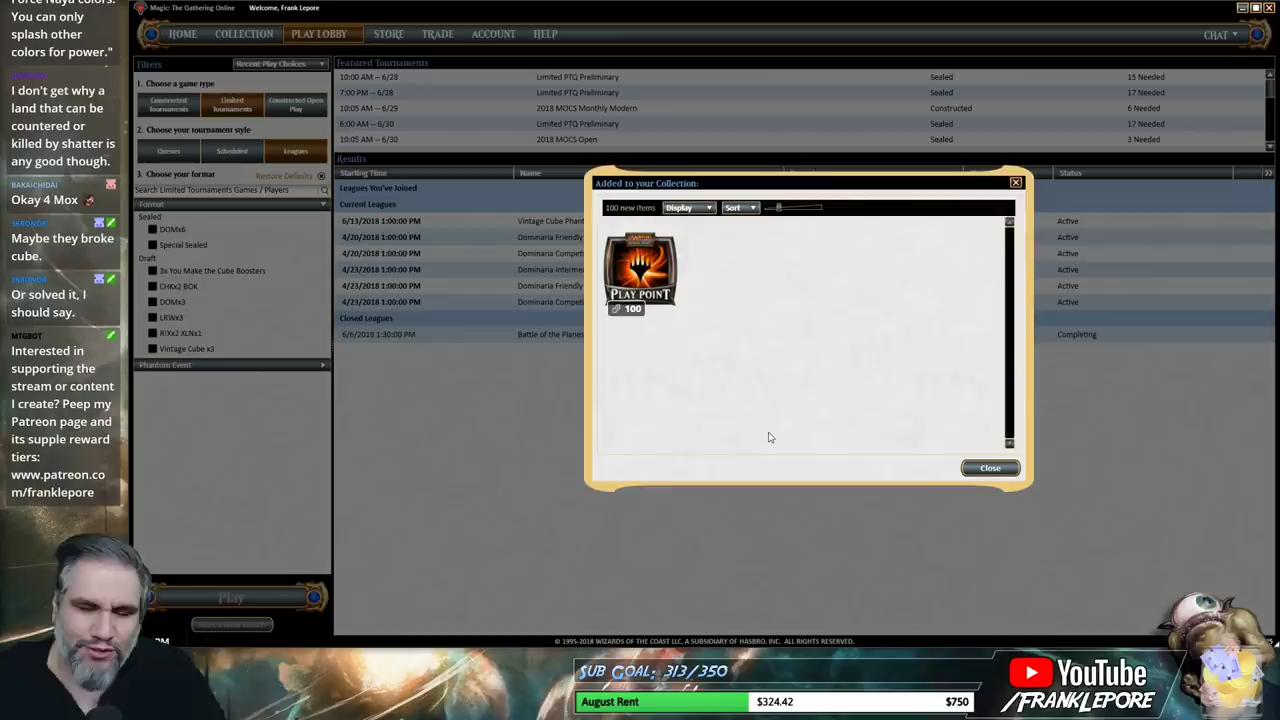 Force Naya colors.
You can only
splash other
colors for power."
I don't get why a
land that can be
countered or
killed by shatter is
any good though.
BAKAICHIDAI
Okay 4 Mox
3KRONOR
Maybe they broke
cube.
3KRONOR
Or solved it, I
should say.
MTGBOT
Interested in
supporting the
stream or content
I create? Peep my
Patreon page and
its supple reward
tiers:
www.patreon.co
m/franklepore
Magic: The Gathering Online Welcome, Frank Lepore
HOME COLLECTION PLAY LOBBY STORE TRADE ACCOUNT HELP CHAT
Filters Recent Play Choices
1. Choose a game type
Constructed Tournaments Limited Tournaments Constructed Open Play
2. Choose your tournament style
Queues Scheduled Leagues
3. Choose your format Restore Defaults
Search Limited Tournaments Games / Players
Format
Sealed
DOMx6
Special Sealed
Draft
3x You Make the Cube Boosters
CHKx2 BOK
DOMx3
LRWx3
RIXx2 XLNx1
Vintage Cube x3
Phantom Event
Play
Featured Tournaments
10:00 AM -- 6/28 Limited PTQ Preliminary Sealed 15 Needed
7:00 PM -- 6/28 Limited PTQ Preliminary Sealed 17 Needed
10:05 AM -- 6/29 2018 MOCS Monthly Modern Constructed 6 Needed
6:00 AM -- 6/30 Limited PTQ Preliminary Sealed 17 Needed
10:05 AM -- 6/30 2018 MOCS Open Sealed 3 Needed
Results
Starting Time Name Status
Leagues You've Joined
Current Leagues
6/13/2018 1:00:00 PM Vintage Cube Phant Active
4/20/2018 1:00:00 PM Dominaria Friendly Active
4/20/2018 1:00:00 PM Dominaria Competi Active
4/23/2018 1:00:00 PM Dominaria Intermed Active
4/23/2018 1:00:00 PM Dominaria Friendly Active
4/23/2018 1:00:00 PM Dominaria Competi Active
Closed Leagues
6/6/2018 1:30:00 PM Battle of the Planes Completing
Added to your Collection:
100 new items Display Sort
PLAY POINT
100
Close
© 1995-2018 WIZARDS OF THE COAST LLC, A SUBSIDIARY OF HASBRO, INC. ALL RIGHTS RESERVED.
SUB GOAL: 313/350
August Rent $324.42 $750
YouTube
/FRANKLEPORE